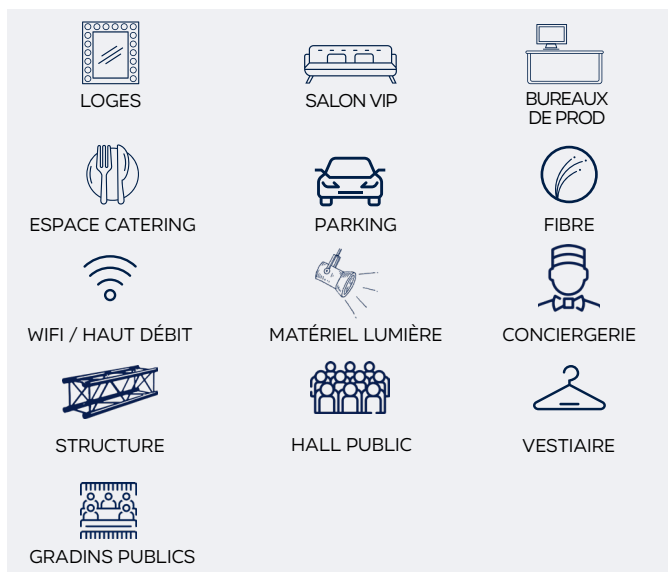 LOGES
SALON VIP
BUREAUX
DE PROD
ESPACE CATERING
PARKING
FIBRE
WIFI / HAUT DÉBIT
MATÉRIEL LUMIÈRE
CONCIERGERIE
STRUCTURE
HALL PUBLIC
VESTIAIRE
GRADINS PUBLICS